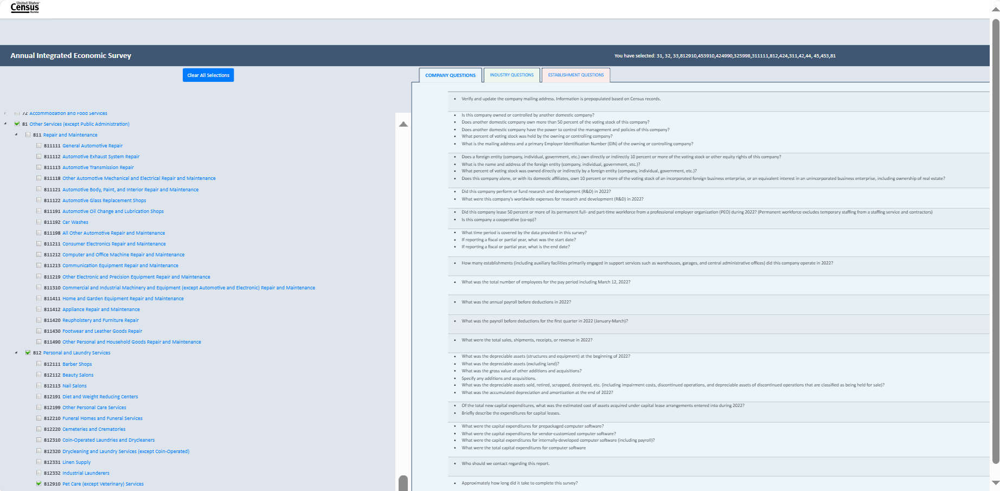 United States®
Census
Bureau
Annual Integrated Economic Survey
You have selected: 31, 32, 33,812910,453910,424990,325998,311111,812,424,311,42,44, 45,453,81
Clear All Selections
COMPANY QUESTIONS
INDUSTRY QUESTIONS
ESTABLISHMENT QUESTIONS
72 Accommodation and Food Services
81 Other Services (except Public Administration)
811 Repair and Maintenance
811111 General Automotive Repair
811112 Automotive Exhaust System Repair
811113 Automotive Transmission Repair
811118 Other Automotive Mechanical and Electrical Repair and Maintenance
811121 Automotive Body, Paint, and Interior Repair and Maintenance
811122 Automotive Glass Replacement Shops
811191 Automotive Oil Change and Lubrication Shops
811192 Car Washes
811198 All Other Automotive Repair and Maintenance
811211 Consumer Electronics Repair and Maintenance
811212 Computer and Office Machine Repair and Maintenance
811213 Communication Equipment Repair and Maintenance
811219 Other Electronic and Precision Equipment Repair and Maintenance
811310 Commercial and Industrial Machinery and Equipment (except Automotive and Electronic) Repair and Maintenance
811411 Home and Garden Equipment Repair and Maintenance
811412 Appliance Repair and Maintenance
811420 Reupholstery and Furniture Repair
811430 Footwear and Leather Goods Repair
811490 Other Personal and Household Goods Repair and Maintenance
812 Personal and Laundry Services
812111 Barber Shops
812112 Beauty Salons
812113 Nail Salons
812191 Diet and Weight Reducing Centers
812199 Other Personal Care Services
812210 Funeral Homes and Funeral Services
812220 Cemeteries and Crematories
812310 Coin-Operated Laundries and Drycleaners
812320 Drycleaning and Laundry Services (except Coin-Operated)
812331 Linen Supply
812332 Industrial Launderers
812910 Pet Care (except Veterinary) Services
• Verify and update the company mailing address. Information is prepopulated based on Census records.
• Is this company owned or controlled by another domestic company?
• Does another domestic company own more than 50 percent of the voting stock of this company?
• Does another domestic company have the power to control the management and policies of this company?
• What percent of voting stock was held by the owning or controlling company?
• What is the mailing address and a primary Employer Identification Number (EIN) of the owning or controlling company?
• Does a foreign entity (company, individual, government, etc.) own directly or indirectly 10 percent or more of the voting stock or other equity rights of this company?
• What is the name and address of the foreign entity (company, individual, government, etc.)?
• What percent of voting stock was owned directly or indirectly by a foreign entity (company, individual, government, etc.)?
• Does this company alone, or with its domestic affiliates, own 10 percent or more of the voting stock of an incorporated foreign business enterprise, or an equivalent interest in an unincorporated business enterprise, including ownership of real estate?
• Did this company perform or fund research and development (R&D) in 2022?
• What were this company's worldwide expenses for research and development (R&D) in 2022?
• Did this company lease 50 percent or more of its permanent full- and part-time workforce from a professional employer organization (PEO) during 2022? (Permanent workforce excludes temporary staffing from a staffing service and contractors)
• Is this company a cooperative (co-op)?
• What time period is covered by the data provided in this survey?
• If reporting a fiscal or partial year, what was the start date?
• If reporting a fiscal or partial year, what is the end date?
• How many establishments (including auxiliary facilities primarily engaged in support services such as warehouses, garages, and central administrative offices) did this company operate in 2022?
• What was the total number of employees for the pay period including March 12, 2022?
• What was the annual payroll before deductions in 2022?
• What was the payroll before deductions for the first quarter in 2022 (January-March)?
• What were the total sales, shipments, receipts, or revenue in 2022?
• What was the depreciable assets (structures and equipment) at the beginning of 2022?
• What was the depreciable assets (excluding land)?
• What was the gross value of other additions and acquisitions?
• Specify any additions and acquisitions.
• What was the depreciable assets sold, retired, scrapped, destroyed, etc. (including impairment costs, discontinued operations, and depreciable assets of discontinued operations that are classified as being held for sale)?
• What was the accumulated depreciation and amortization at the end of 2022?
• Of the total new capital expenditures, what was the estimated cost of assets acquired under capital lease arrangements entered into during 2022?
• Briefly describe the expenditures for capital leases.
• What were the capital expenditures for prepackaged computer software?
• What were the capital expenditures for vendor-customized computer software?
• What were the capital expenditures for internally-developed computer software (including payroll)?
• What were the total capital expenditures for computer software
• Who should we contact regarding this report.
• Approximately how long did it take to complete this survey?